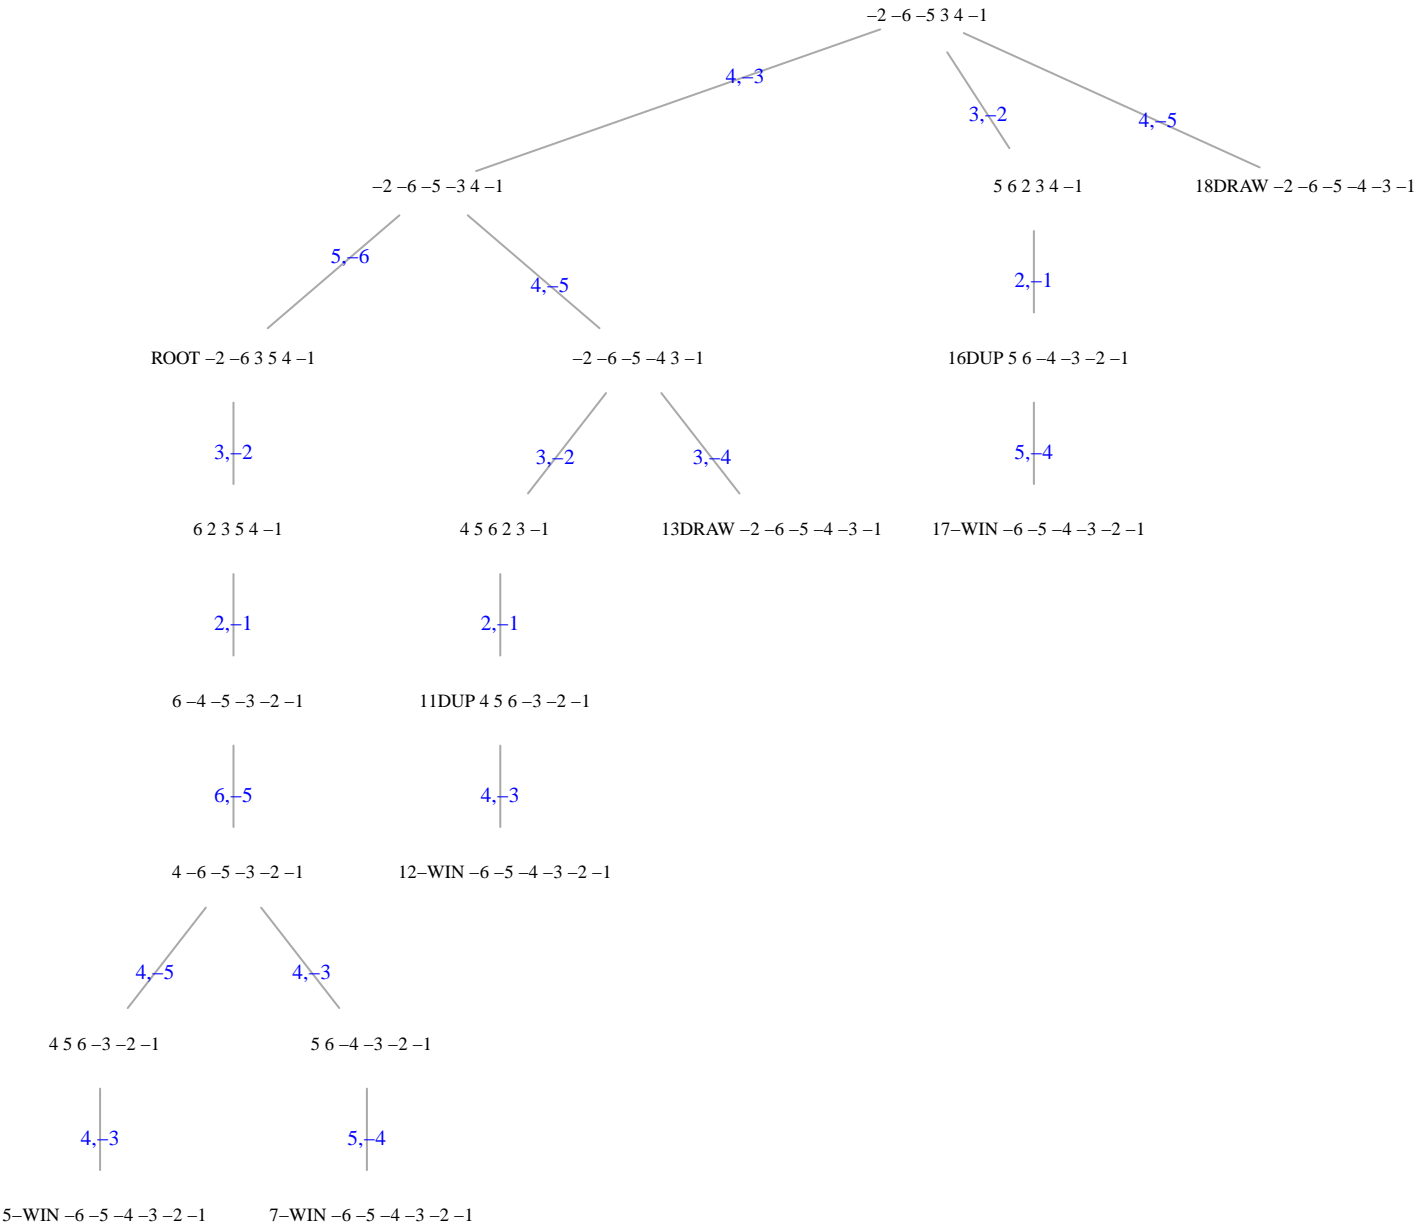 –2 –6 –5 3 4 –1
4,–3
3,–2
4,–5
–2 –6 –5 –3 4 –1
5 6 2 3 4 –1
18DRAW –2 –6 –5 –4 –3 –1
5,–6
4,–5
2,–1
ROOT –2 –6 3 5 4 –1
–2 –6 –5 –4 3 –1
16DUP 5 6 –4 –3 –2 –1
3,–2
3,–2
3,–4
5,–4
6 2 3 5 4 –1
4 5 6 2 3 –1
13DRAW –2 –6 –5 –4 –3 –1
17–WIN –6 –5 –4 –3 –2 –1
2,–1
2,–1
6 –4 –5 –3 –2 –1
11DUP 4 5 6 –3 –2 –1
6,–5
4,–3
4 –6 –5 –3 –2 –1
12–WIN –6 –5 –4 –3 –2 –1
4,–5
4,–3
4 5 6 –3 –2 –1
5 6 –4 –3 –2 –1
4,–3
5,–4
5–WIN –6 –5 –4 –3 –2 –1
7–WIN –6 –5 –4 –3 –2 –1